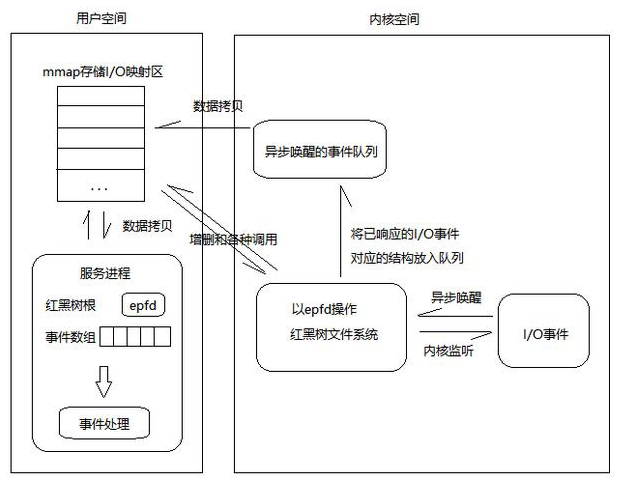 用户空间
内核空间
mmap存储I/O映射区
数据拷贝
异步唤醒的事件队列
...
数据拷贝
增删和各种调用
将已响应的I/O事件
对应的结构放入队列
服务进程
红黑树根
epfd
事件数组
事件处理
以epfd操作
红黑树文件系统
异步唤醒
内核监听
I/O事件